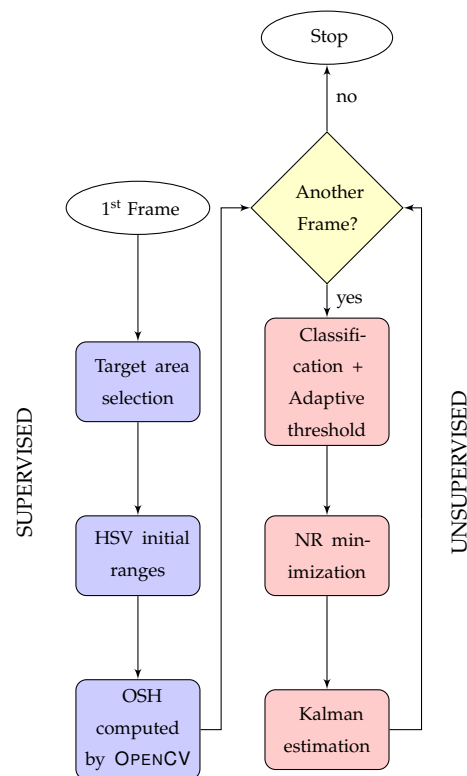 Stop
no
Another
Frame?
1st Frame
yes
Target area
selection
Classifi-
cation +
Adaptive
threshold
SUPERVISED
UNSUPERVISED
HSV initial
ranges
NR min-
imization
OSH
computed
by OPENCV
Kalman
estimation